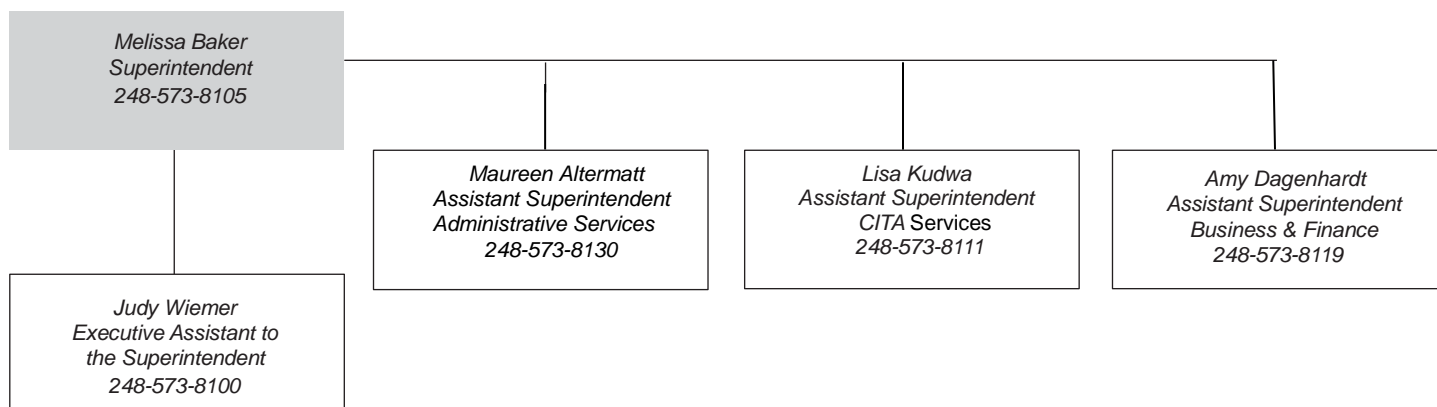 Melissa Baker
Superintendent
248-573-8105
Maureen Altermatt
Assistant Superintendent
Administrative Services
248-573-8130
Lisa Kudwa
Assistant Superintendent
CITA Services
248-573-8111
Amy Dagenhardt
Assistant Superintendent
Business & Finance
248-573-8119
Judy Wiemer
Executive Assistant to
the Superintendent
248-573-8100